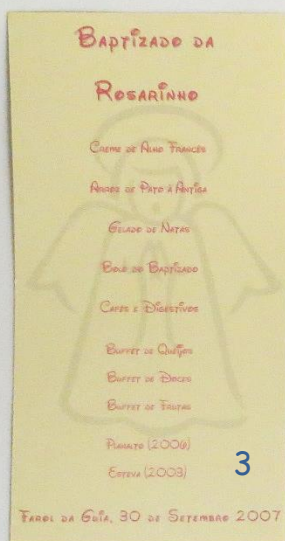 Baptizado da
Rosarinho
Creme de Alho Francês
Arroz de Pato à Antiga
Gelado de Natas
Bolo do Baptizado
Cafés e Digestivos
Buffet de Queijos
Buffet de Doces
Buffet de Frutas
Planalto (2006)
Esteva (2003)
3
Farol da Guia, 30 de Setembro 2007